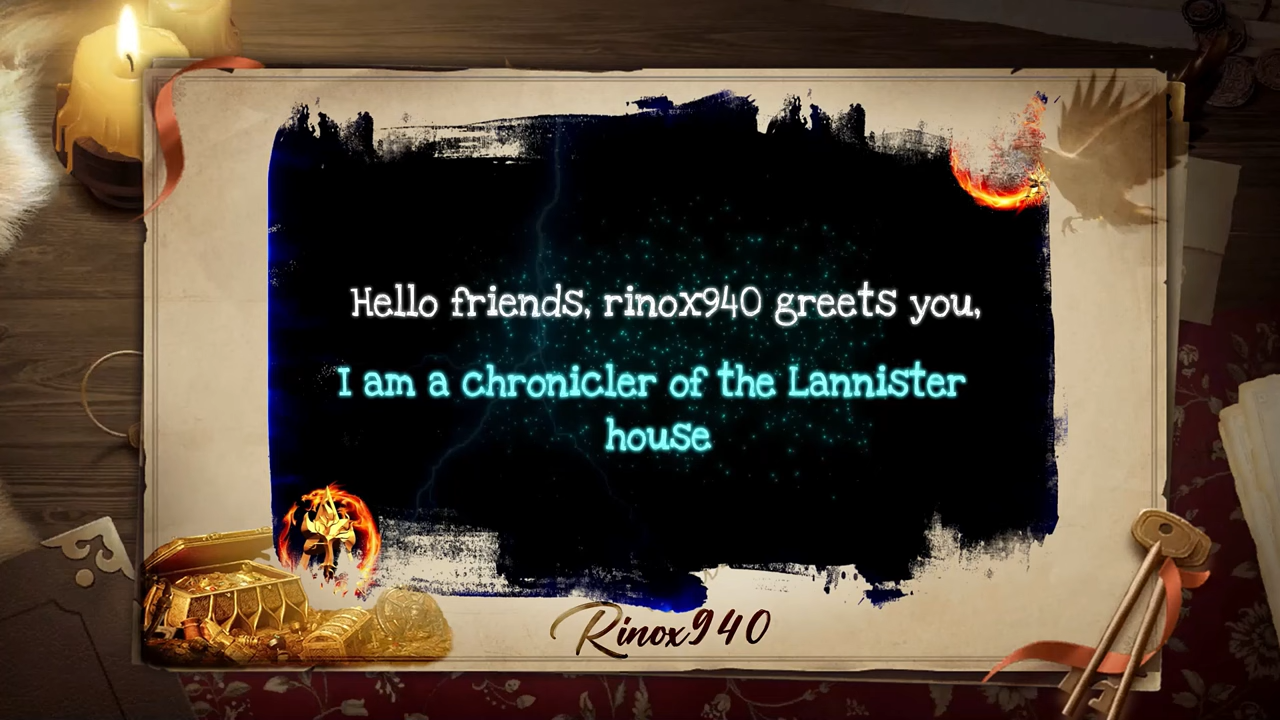 Hello friends, rinox940 greets you,
I am a chronicler of the Lannister
house
Rinox940